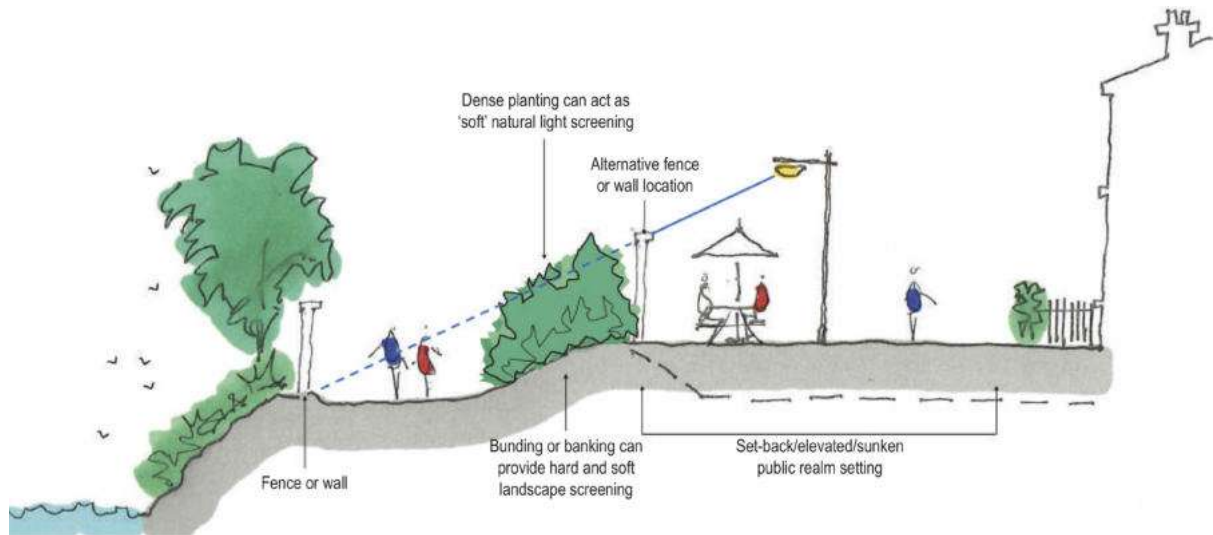 Dense planting can act as
‘soft’ natural light screening
Alternative fence
or wall location
Fence or wall
Bunding or banking can
provide hard and soft
landscape screening
Set-back/elevated/sunken
public realm setting